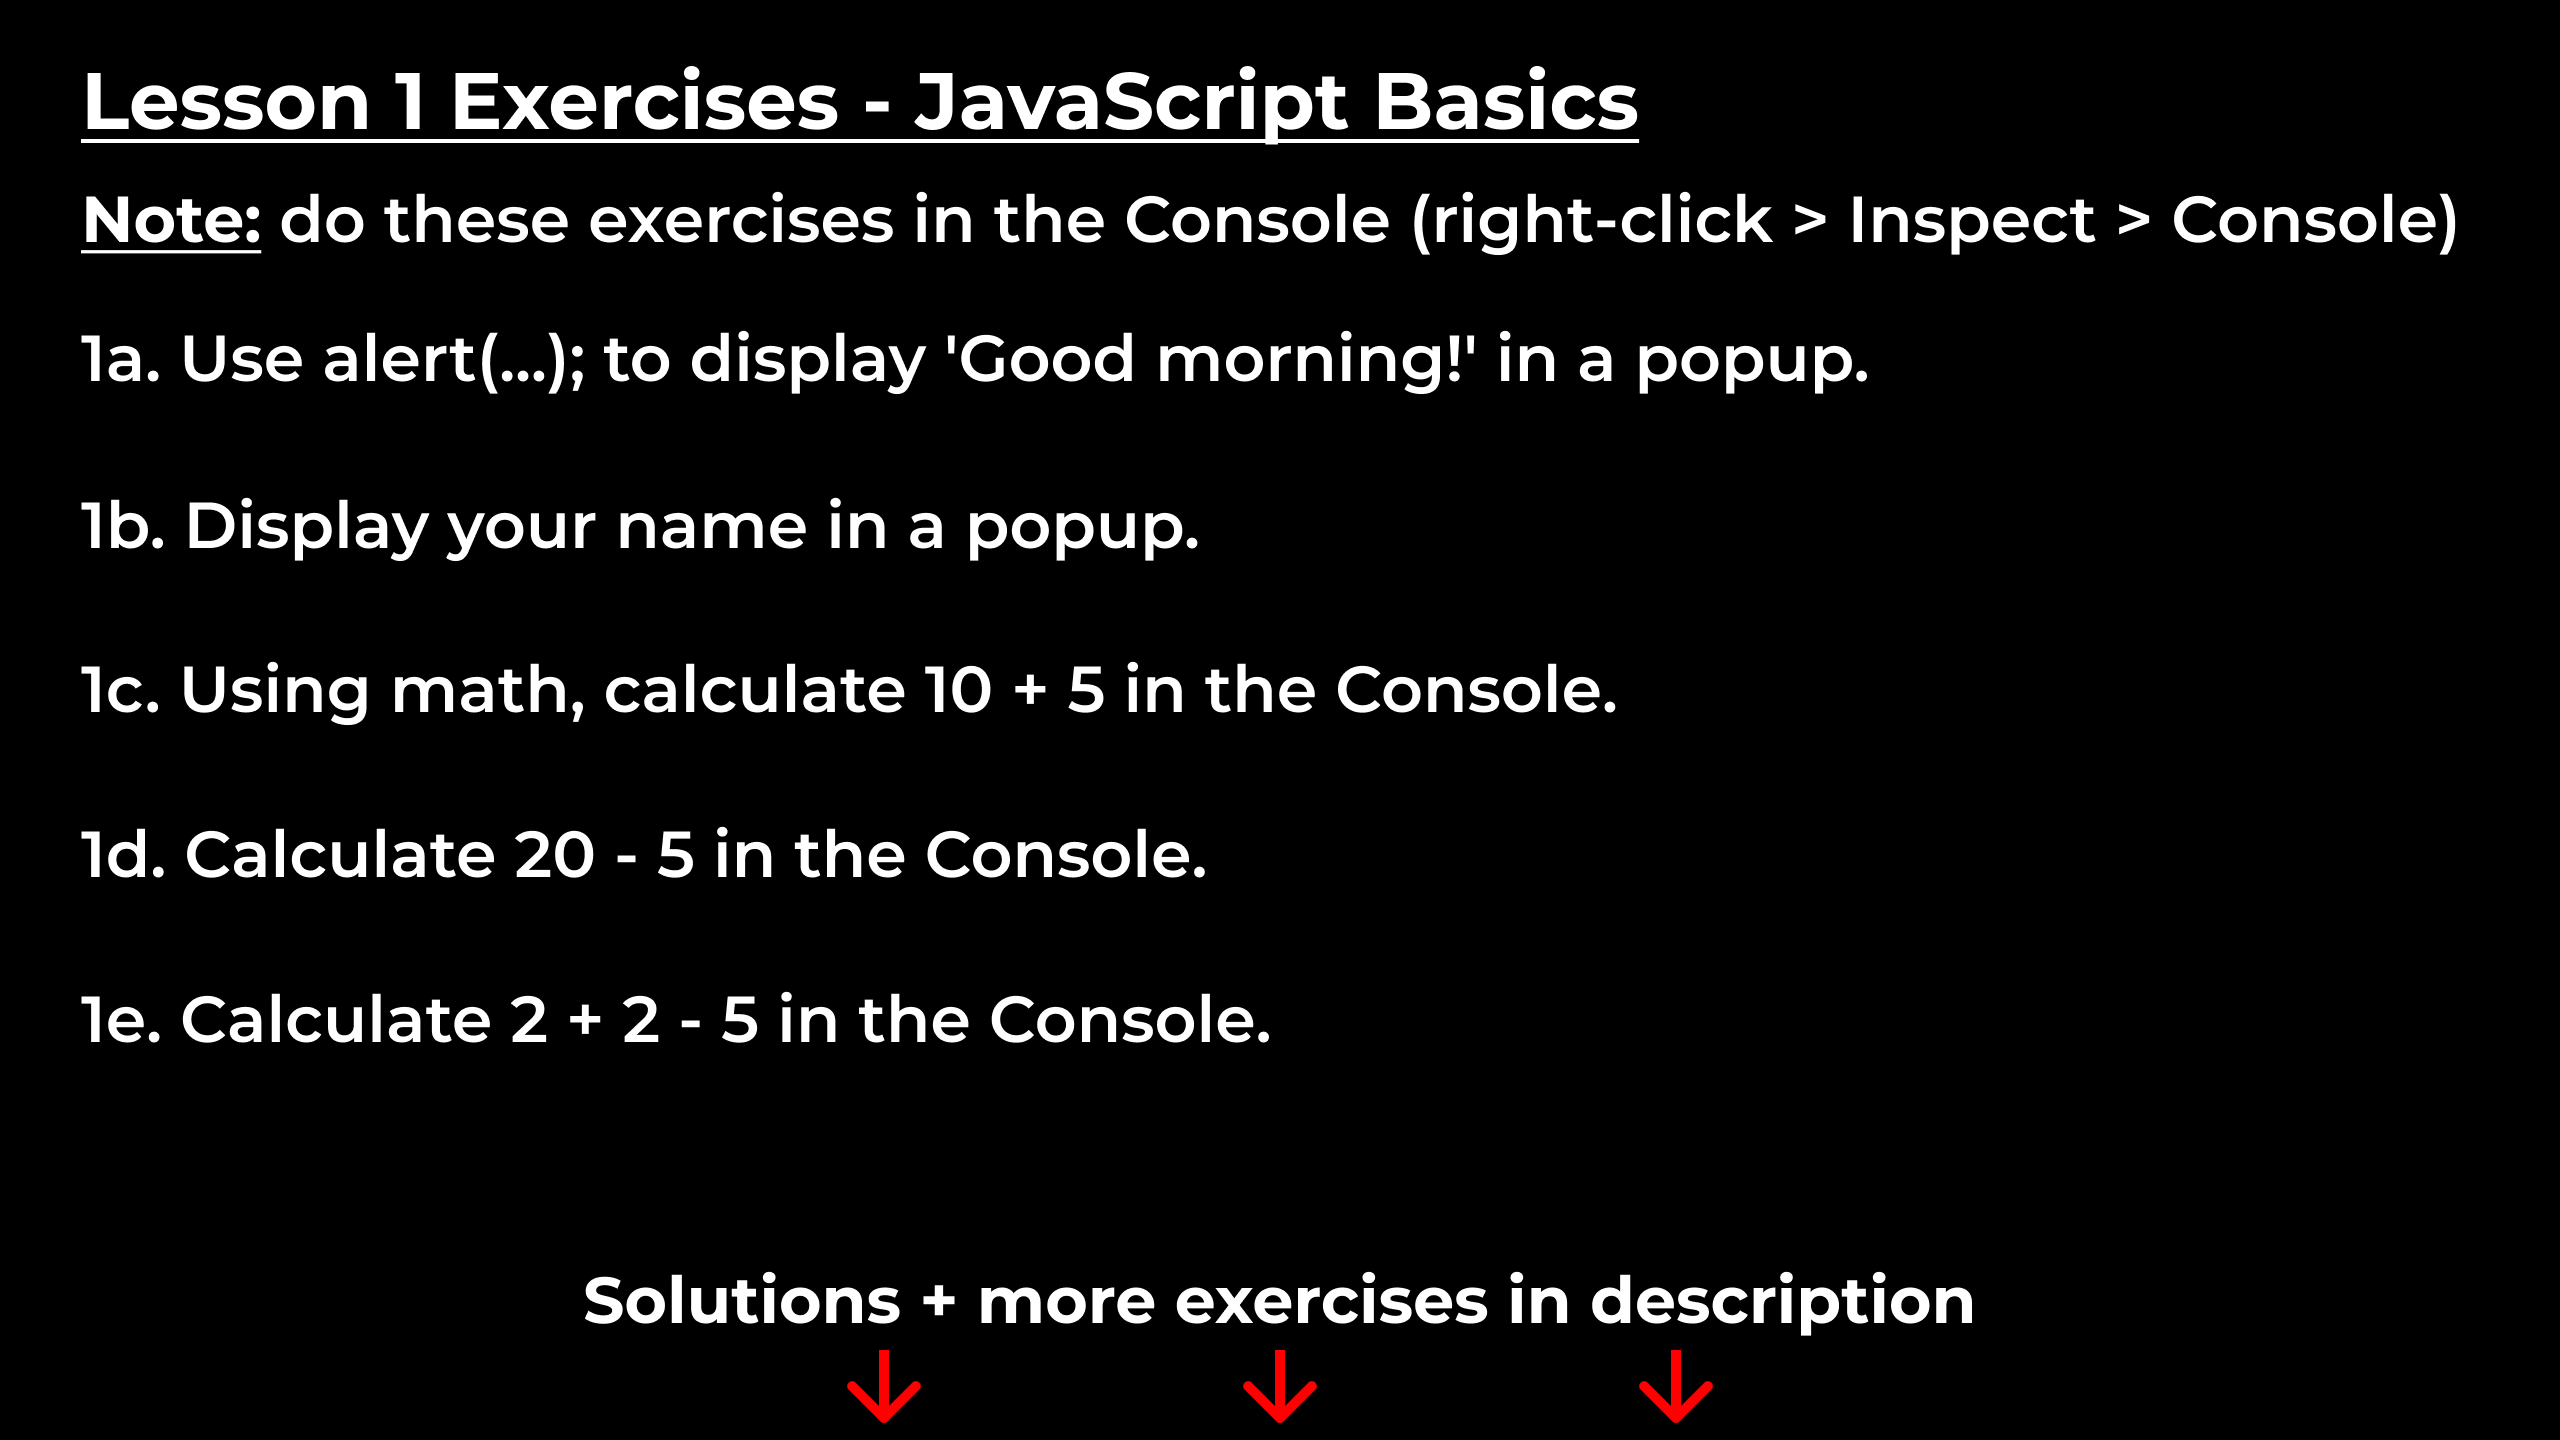 Lesson 1 Exercises - JavaScript Basics
Note: do these exercises in the Console (right-click > Inspect > Console)
1a. Use alert(...); to display 'Good morning!' in a popup.
1b. Display your name in a popup.
1c. Using math, calculate 10 + 5 in the Console.
1d. Calculate 20 - 5 in the Console.
1e. Calculate 2 + 2 - 5 in the Console.
Solutions + more exercises in description